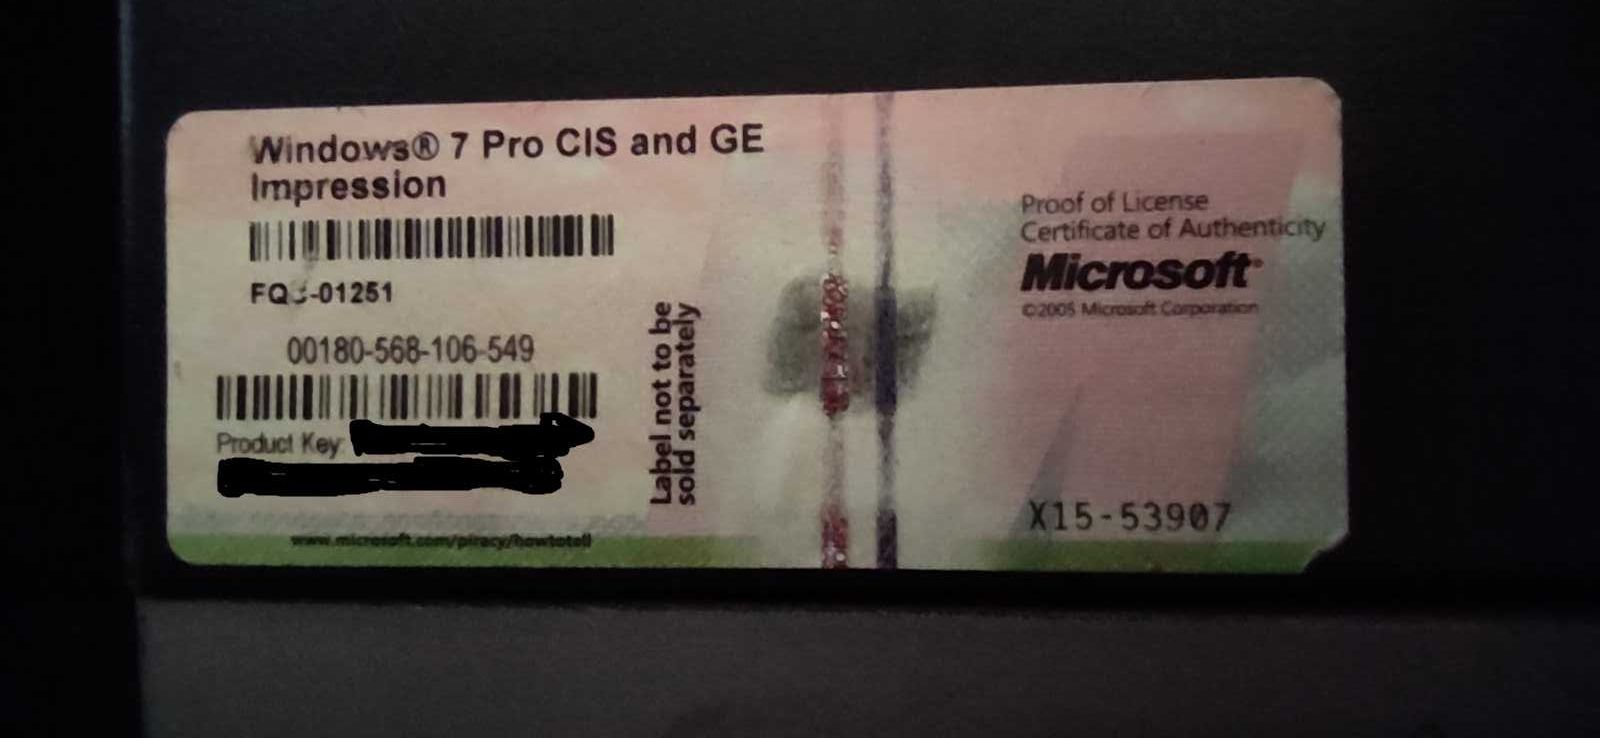 Windows® 7 Pro CIS and GE
Impression
00180-568-106-549
Product Key:
www.microsoft.com/piracy/howtotell
Label not to be
sold separately
Proof of License
Certificate of Authenticity
Microsoft®
©2005 Microsoft Corporation
X15-53907